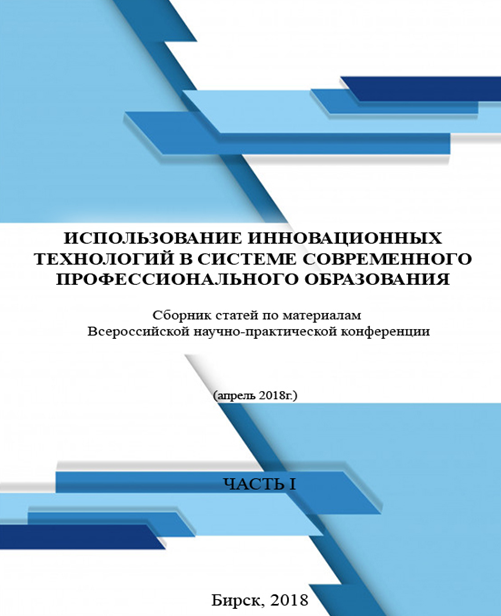 ИСПОЛЬЗОВАНИЕ ИННОВАЦИОННЫХ
ТЕХНОЛОГИЙ В СИСТЕМЕ СОВРЕМЕННОГО
ПРОФЕССИОНАЛЬНОГО ОБРАЗОВАНИЯ
Сборник статей по материалам
Всероссийской научно-практической конференции
(апрель 2018г.)
ЧАСТЬ I
Бирск, 2018